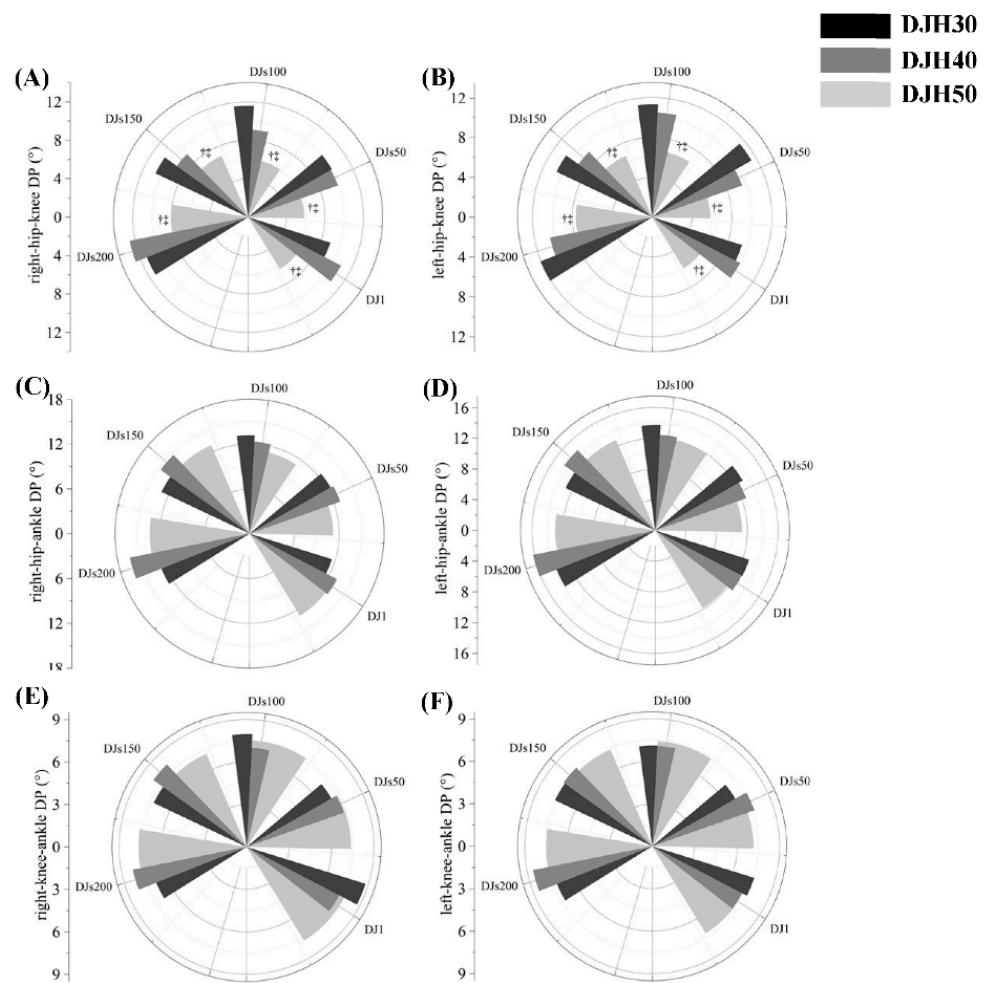 DJH30
DJH40
DJH50
(A)
right-hip-knee DP (°)
12
8
4
0
4
8
12
DJs100
DJs150
DJs50
DJs200
DJ1
†‡
†‡
†‡
†‡
†‡
(B)
left-hip-knee DP (°)
12
8
4
0
4
8
12
DJs100
DJs150
DJs50
DJs200
DJ1
†‡
†‡
†‡
†‡
†‡
(C)
right-hip-ankle DP (°)
18
12
6
0
6
12
18
DJs100
DJs150
DJs50
DJs200
DJ1
(D)
left-hip-ankle DP (°)
16
12
8
4
0
4
8
12
16
DJs100
DJs150
DJs50
DJs200
DJ1
(E)
right-knee-ankle DP (°)
9
6
3
0
3
6
9
DJs100
DJs150
DJs50
DJs200
DJ1
(F)
left-knee-ankle DP (°)
9
6
3
0
3
6
9
DJs100
DJs150
DJs50
DJs200
DJ1